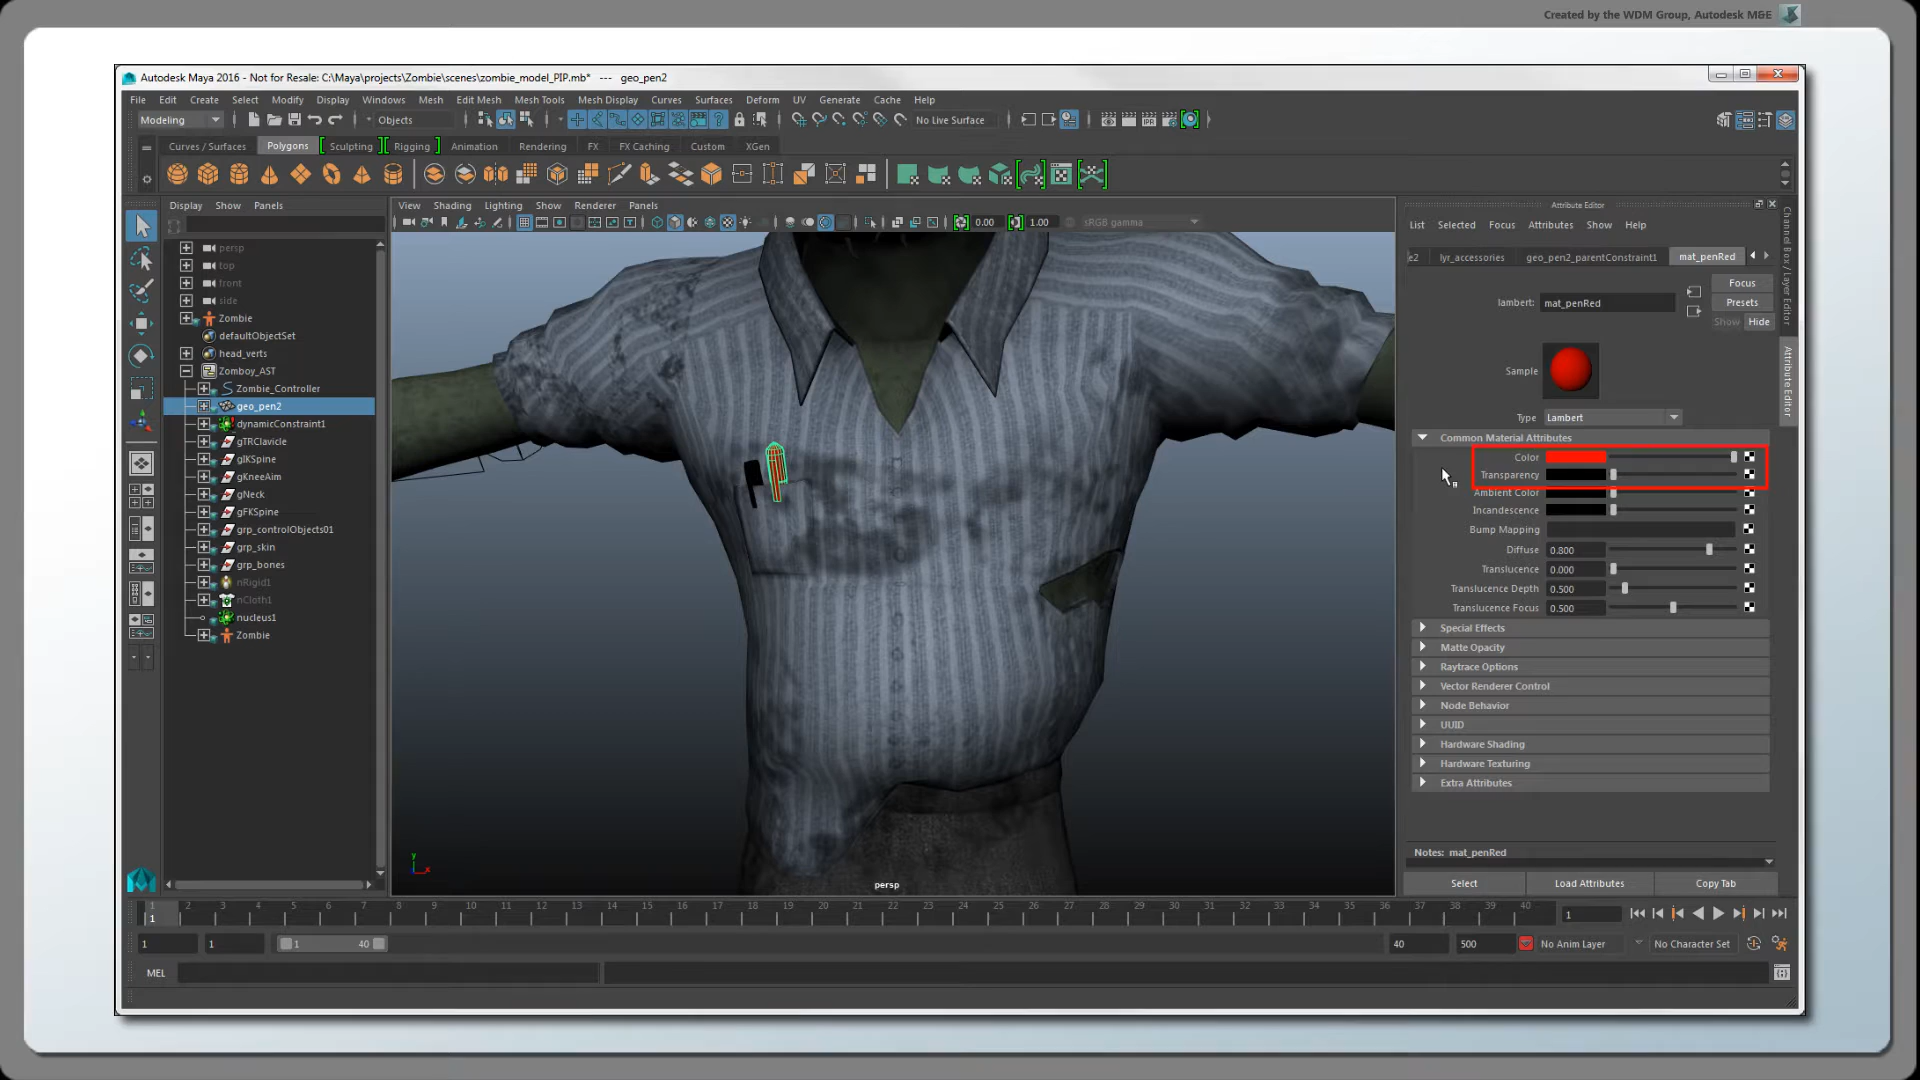 Created by the WDM Group, Autodesk M&E
Autodesk Maya 2016 - Not for Resale: C:\Maya\projects\Zombie\scenes\zombie_model_PIP.mb* --- geo_pen2
File Edit Create Select Modify Display Windows Mesh Edit Mesh Mesh Tools Mesh Display Curves Surfaces Deform UV Generate Cache Help
Modeling Objects No Live Surface
Curves / Surfaces Polygons Sculpting Rigging Animation Rendering FX FX Caching Custom XGen
Display Show Panels
View Shading Lighting Show Renderer Panels
0.00 1.00 sRGB gamma
persp
top
front
side
Zombie
defaultObjectSet
head_verts
Zomboy_AST
Zombie_Controller
geo_pen2
dynamicConstraint1
gTRClavicle
gIKSpine
gKneeAim
gNeck
gFKSpine
grp_controlObjects01
grp_skin
grp_bones
nRigid1
nCloth1
nucleus1
Zombie
y
x
persp
Attribute Editor
List Selected Focus Attributes Show Help
e2 lyr_accessories geo_pen2_parentConstraint1 mat_penRed
Focus
lambert: mat_penRed Presets
Show Hide
Sample
Type Lambert
Common Material Attributes
Color
Transparency
Ambient Color
Incandescence
Bump Mapping
Diffuse 0.800
Translucence 0.000
Translucence Depth 0.500
Translucence Focus 0.500
Special Effects
Matte Opacity
Raytrace Options
Vector Renderer Control
Node Behavior
UUID
Hardware Shading
Hardware Texturing
Extra Attributes
Notes: mat_penRed
Select Load Attributes Copy Tab
Channel Box / Layer Editor
Attribute Editor
1 2 3 4 5 6 7 8 9 10 11 12 13 14 15 16 17 18 19 20 21 22 23 24 25 26 27 28 29 30 31 32 33 34 35 36 37 38 39 40
1 1
1 1 1 40 40 500 No Anim Layer No Character Set
MEL